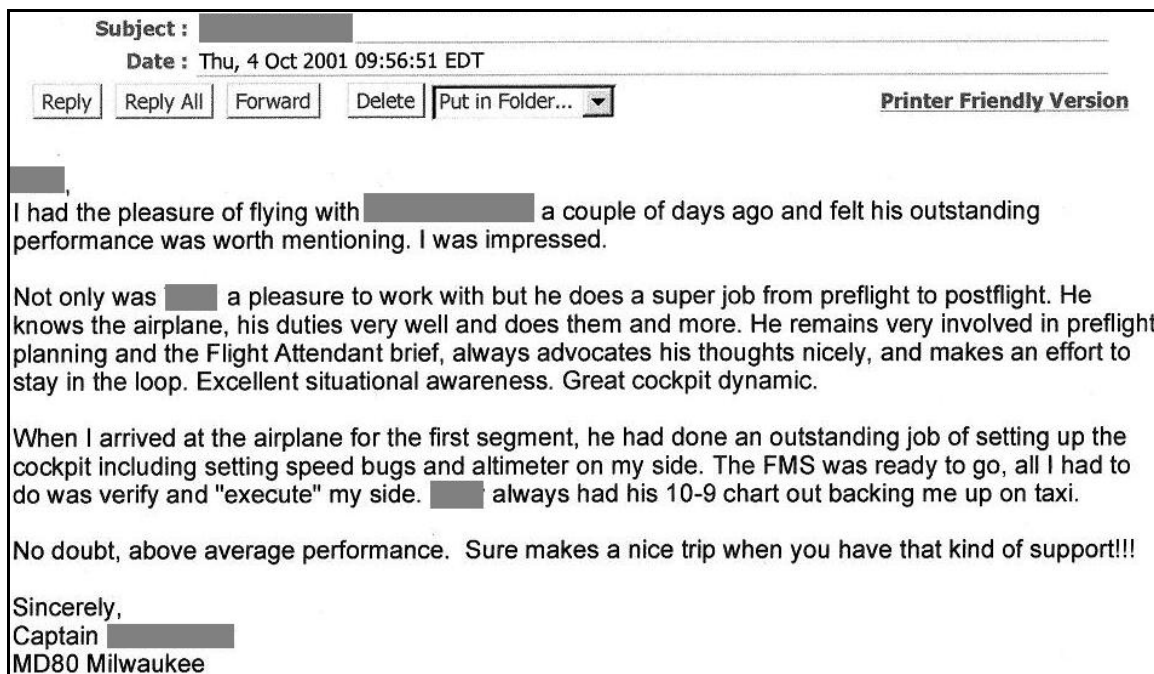 Subject :
Date : Thu, 4 Oct 2001 09:56:51 EDT
Reply Reply All Forward Delete Put in Folder... Printer Friendly Version
,
I had the pleasure of flying with a couple of days ago and felt his outstanding
performance was worth mentioning. I was impressed.
Not only was a pleasure to work with but he does a super job from preflight to postflight. He
knows the airplane, his duties very well and does them and more. He remains very involved in preflight
planning and the Flight Attendant brief, always advocates his thoughts nicely, and makes an effort to
stay in the loop. Excellent situational awareness. Great cockpit dynamic.
When I arrived at the airplane for the first segment, he had done an outstanding job of setting up the
cockpit including setting speed bugs and altimeter on my side. The FMS was ready to go, all I had to
do was verify and "execute" my side. always had his 10-9 chart out backing me up on taxi.
No doubt, above average performance. Sure makes a nice trip when you have that kind of support!!!
Sincerely,
Captain
MD80 Milwaukee